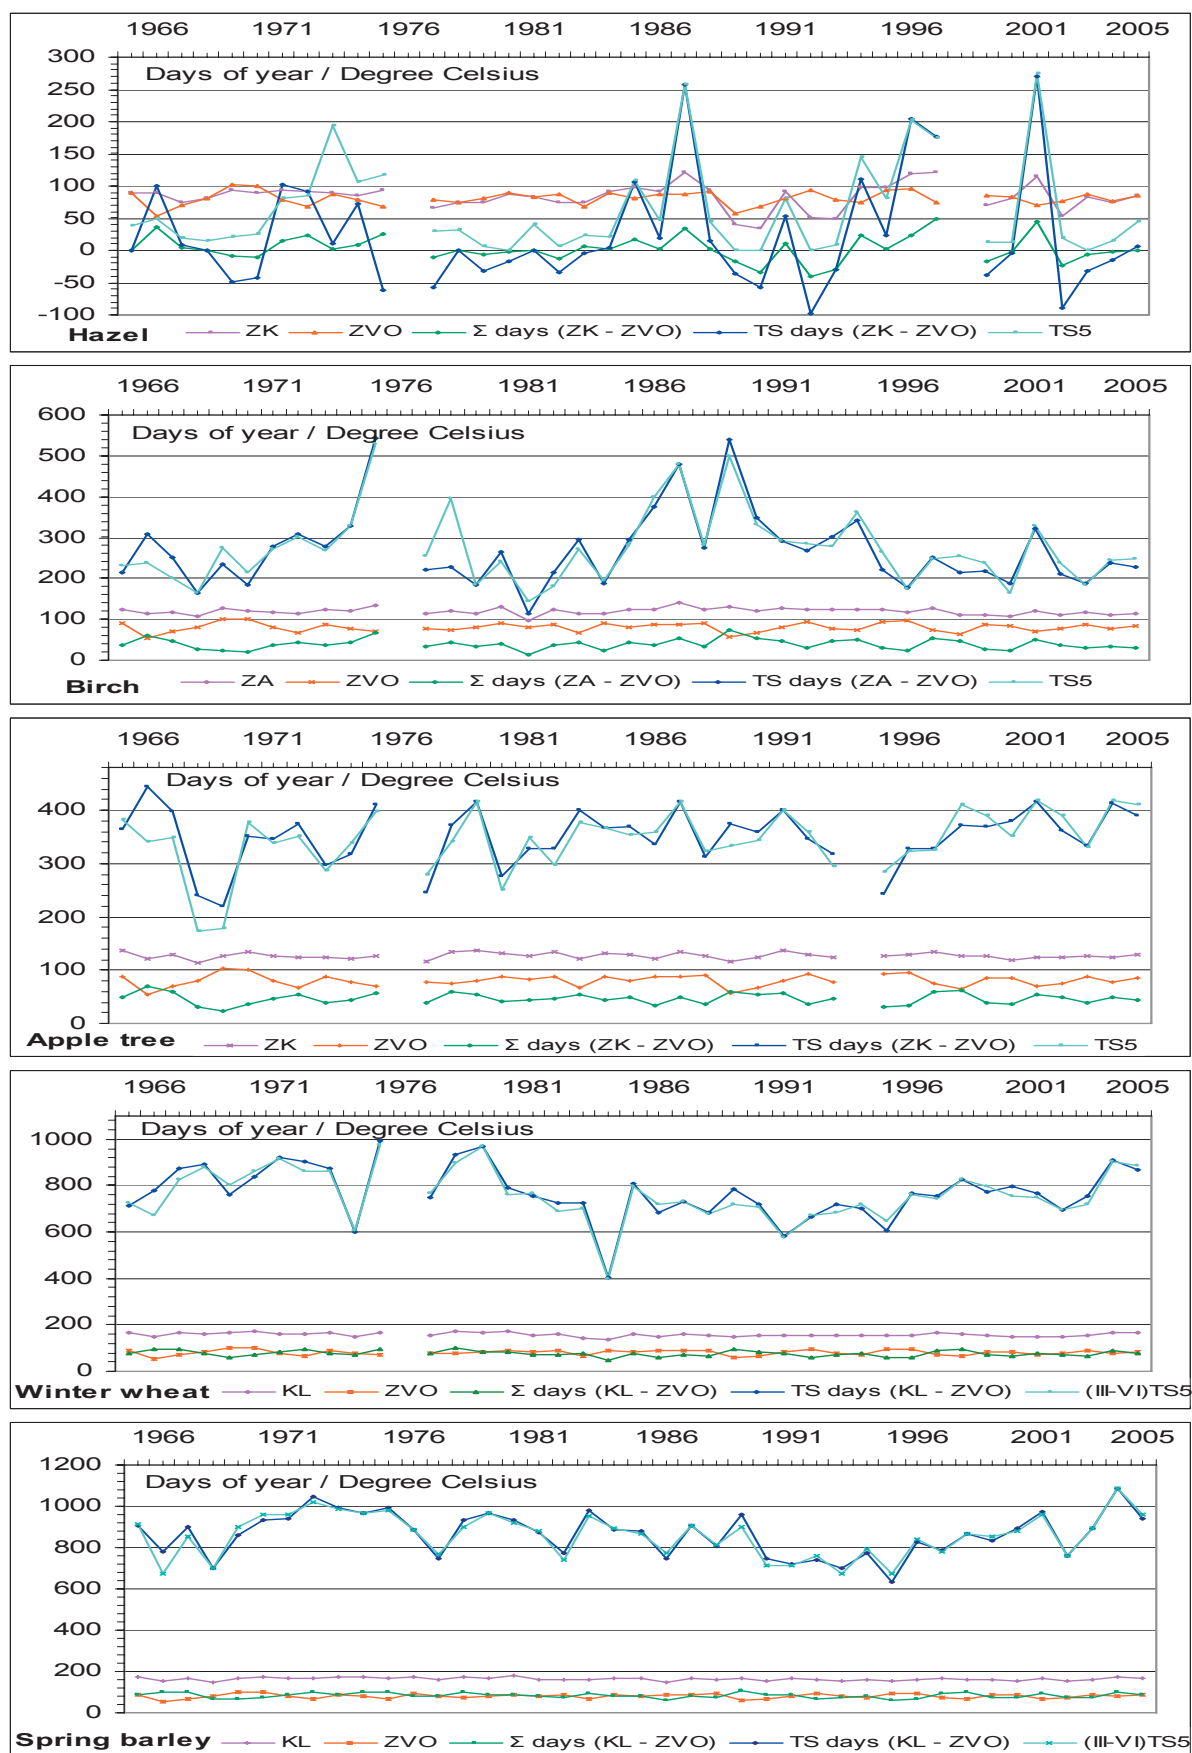 1966 1971 1976 1981 1986 1991 1996 2001 2005
300
Days of year / Degree Celsius
250
200
150
100
50
0
-50
-100
Hazel ZK ZVO Σ days (ZK - ZVO) TS days (ZK - ZVO) TS5
1966 1971 1976 1981 1986 1991 1996 2001 2005
600
Days of year / Degree Celsius
500
400
300
200
100
0
Birch ZA ZVO Σ days (ZA - ZVO) TS days (ZA - ZVO) TS5
1966 1971 1976 1981 1986 1991 1996 2001 2005
Days of year / Degree Celsius
400
300
200
100
0
Apple tree ZK ZVO Σ days (ZK - ZVO) TS days (ZK - ZVO) TS5
1966 1971 1976 1981 1986 1991 1996 2001 2005
Days of year / Degree Celsius
1000
800
600
400
200
0
Winter wheat KL ZVO Σ days (KL - ZVO) TS days (KL - ZVO) (III-VI)TS5
1966 1971 1976 1981 1986 1991 1996 2001 2005
1200
Days of year / Degree Celsius
1000
800
600
400
200
0
Spring barley KL ZVO Σ days (KL - ZVO) TS days (KL - ZVO) (III-VI)TS5